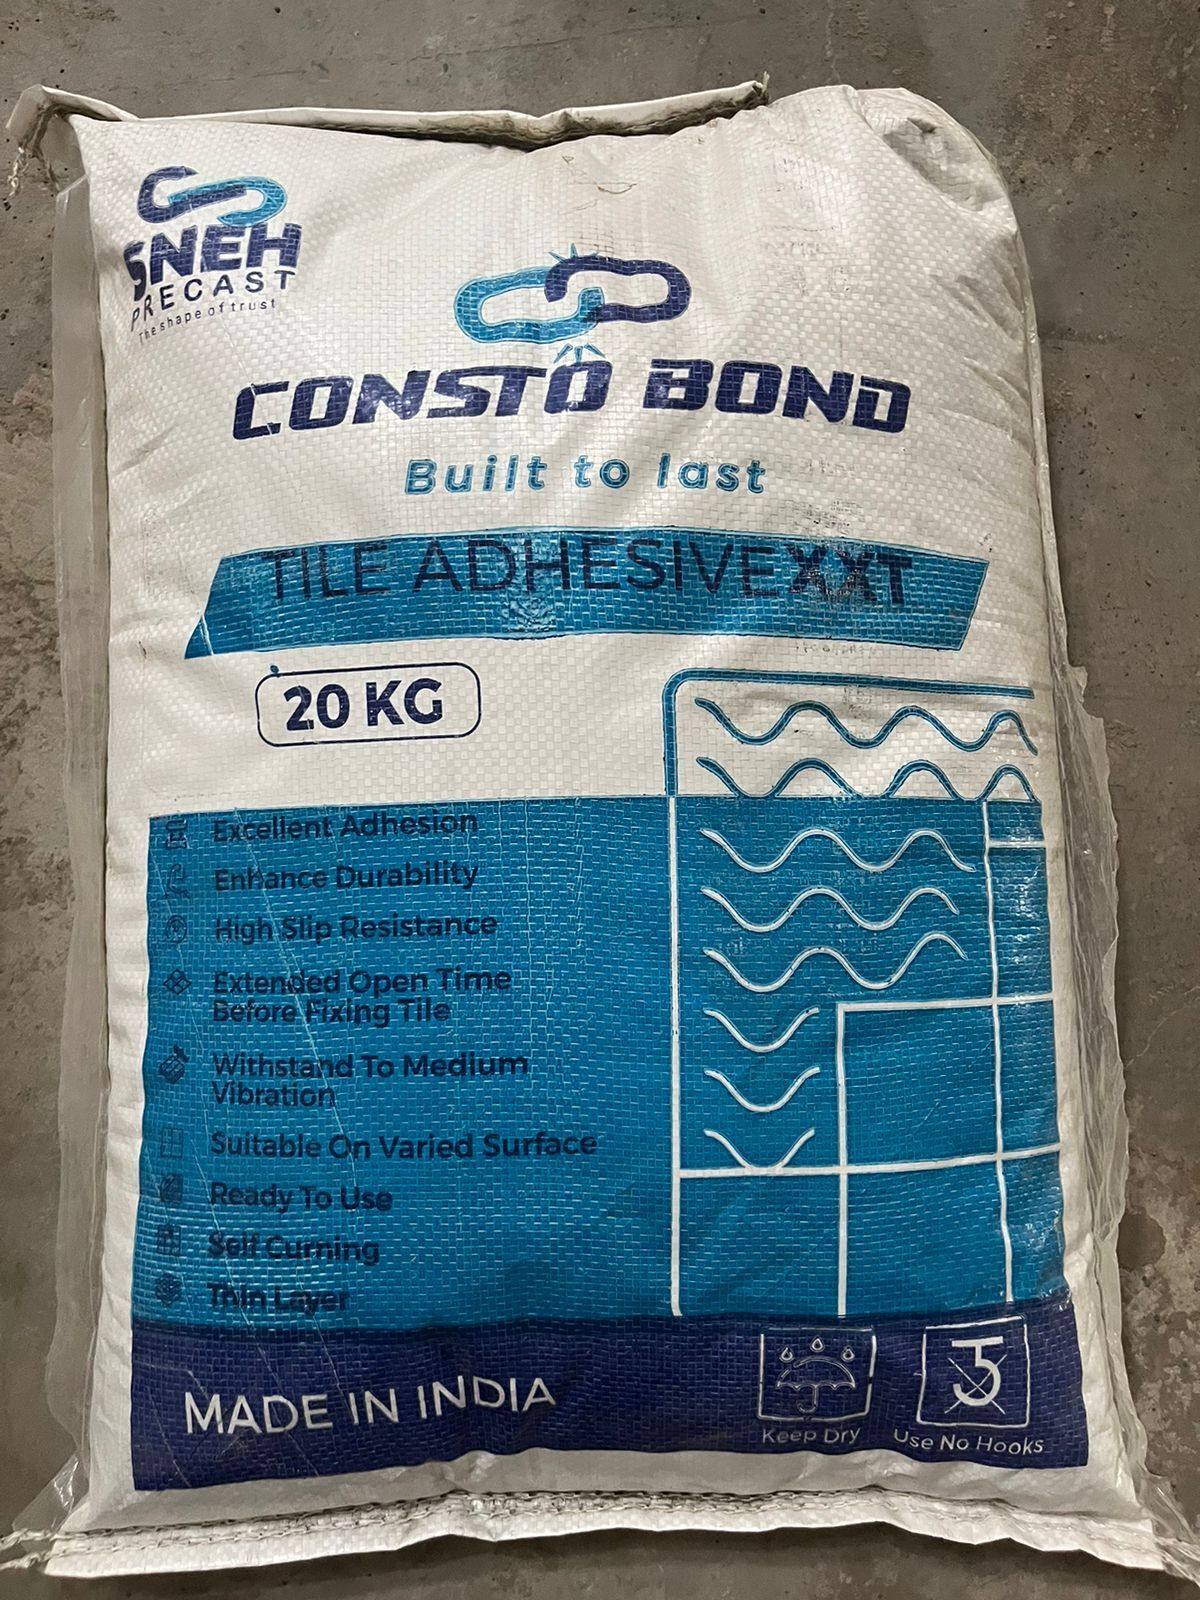 SNEH
PRECAST
The shape of trust
CONSTO BOND
Built to last
TILE ADHESIVE XXT
20 KG
Excellent Adhesion
Enhance Durability
High Slip Resistance
Extended Open Time
Before Fixing Tile
Withstand To Medium
Vibration
Suitable On Varied Surface
Ready To Use
Self Curning
Thin Layer
MADE IN INDIA
Keep Dry
Use No Hooks